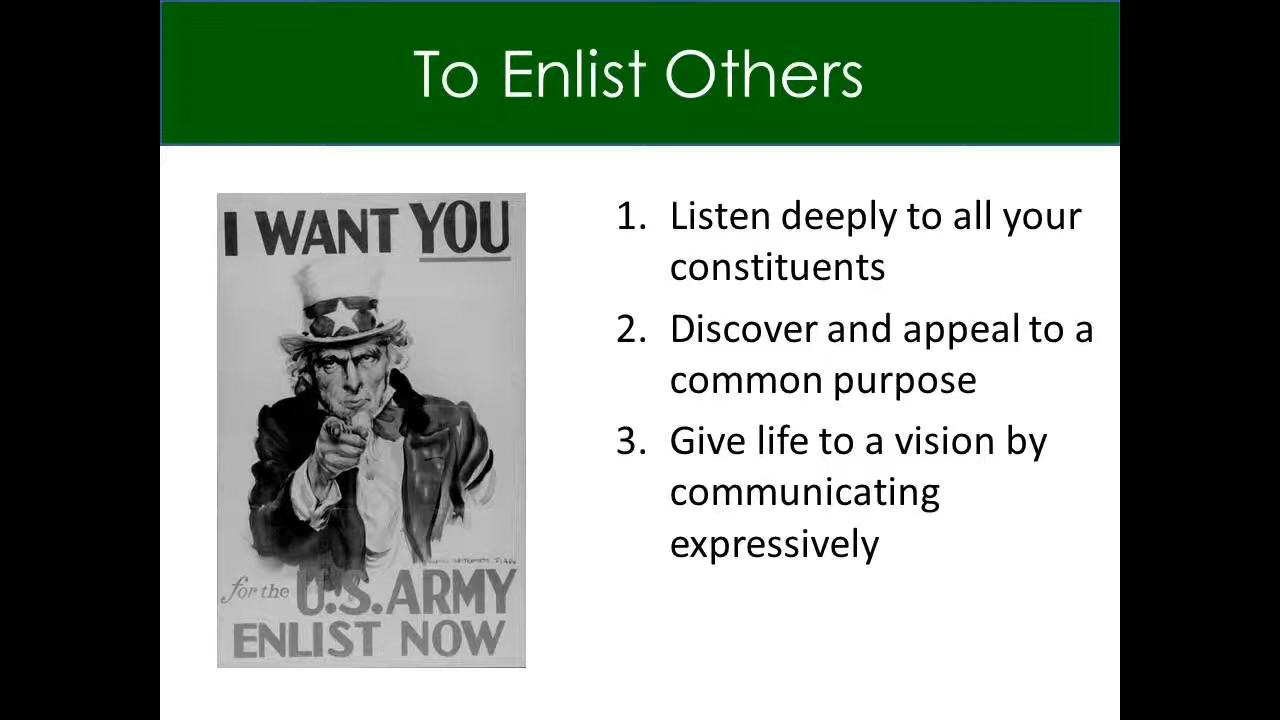 To Enlist Others
I WANT YOU
for the U.S. ARMY
ENLIST NOW
1. Listen deeply to all your
constituents
2. Discover and appeal to a
common purpose
3. Give life to a vision by
communicating
expressively